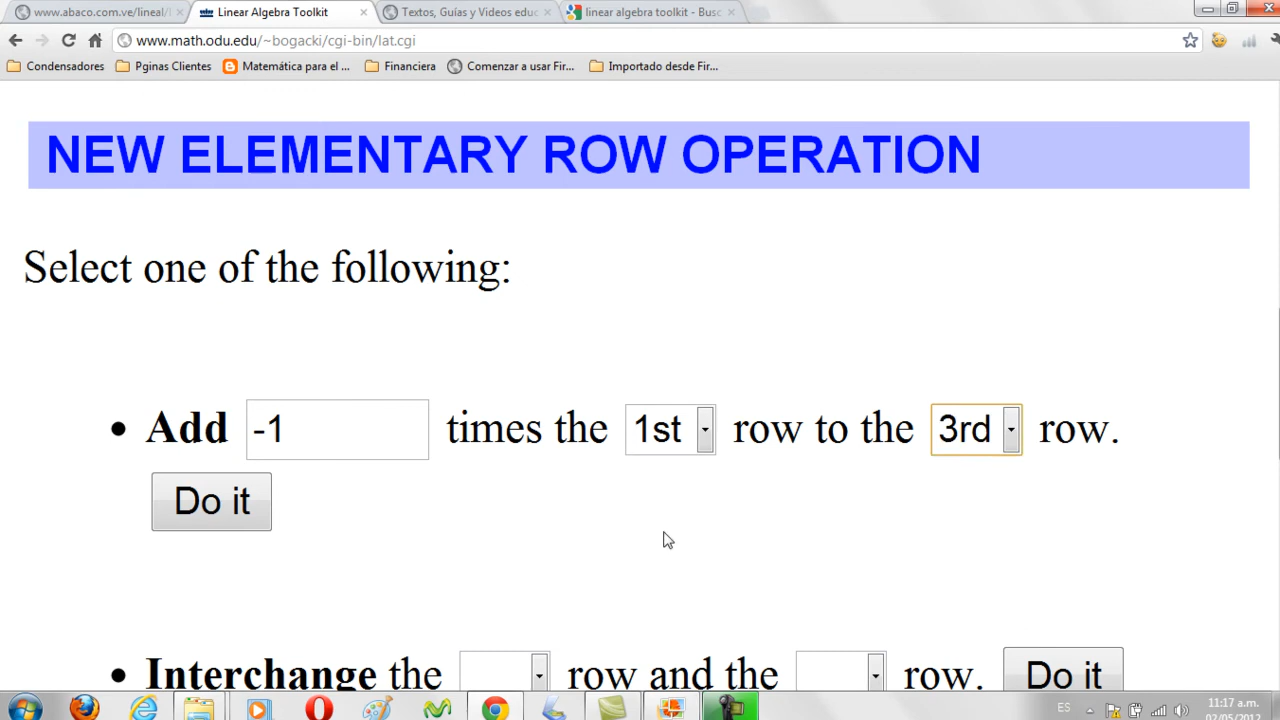 www.abaco.com.ve/lineal/l
Linear Algebra Toolkit
Textos, Guías y Videos educ
linear algebra toolkit - Busc
www.math.odu.edu/~bogacki/cgi-bin/lat.cgi
Condensadores
Pginas Clientes
Matemática para el ...
Financiera
Comenzar a usar Fir...
Importado desde Fir...
NEW ELEMENTARY ROW OPERATION
Select one of the following:
• Add -1 times the 1st row to the 3rd row.
Do it
• Interchange the row and the row. Do it
ES
11:17 a.m.
02/05/2012